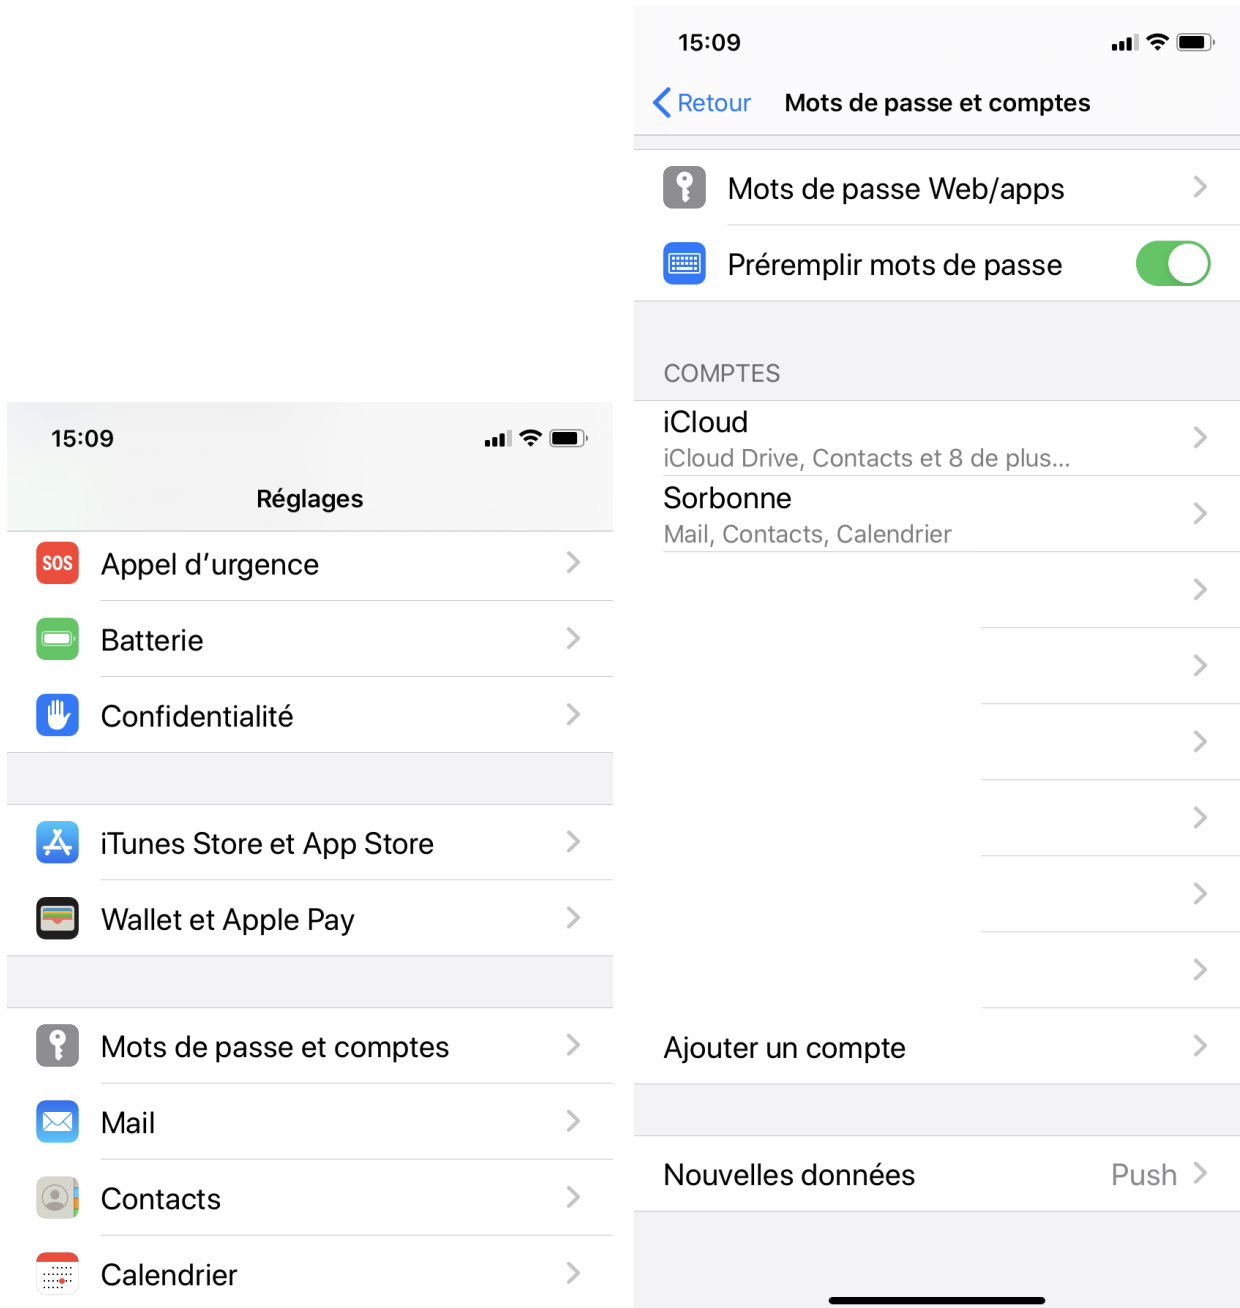 15:09
Réglages
SOS
Appel d’urgence
Batterie
Confidentialité
iTunes Store et App Store
Wallet et Apple Pay
Mots de passe et comptes
Mail
Contacts
Calendrier
15:09
Retour
Mots de passe et comptes
Mots de passe Web/apps
Préremplir mots de passe
COMPTES
iCloud
iCloud Drive, Contacts et 8 de plus...
Sorbonne
Mail, Contacts, Calendrier
Ajouter un compte
Nouvelles données Push